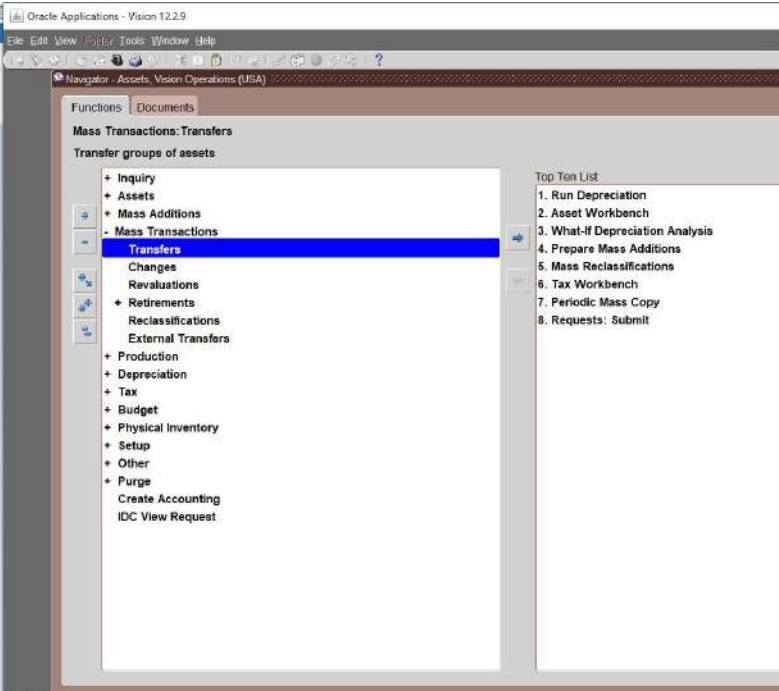 Oracle Applications - Vision 12.2.9
File Edit View Folder Tools Window Help
Navigator - Assets, Vision Operations (USA)
Functions Documents
Mass Transactions:Transfers
Transfer groups of assets
+ Inquiry
+ Assets
+ Mass Additions
- Mass Transactions
Transfers
Changes
Revaluations
+ Retirements
Reclassifications
External Transfers
+ Production
+ Depreciation
+ Tax
+ Budget
+ Physical Inventory
+ Setup
+ Other
+ Purge
Create Accounting
IDC View Request
Top Ten List
1. Run Depreciation
2. Asset Workbench
3. What-If Depreciation Analysis
4. Prepare Mass Additions
5. Mass Reclassifications
6. Tax Workbench
7. Periodic Mass Copy
8. Requests: Submit